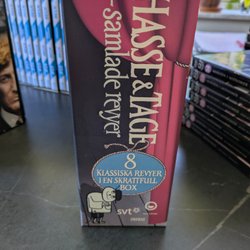 HASSE & TAGE
-samlade revyer
8
KLASSISKA REVYER
I EN SKRATTFULL
BOX
svt